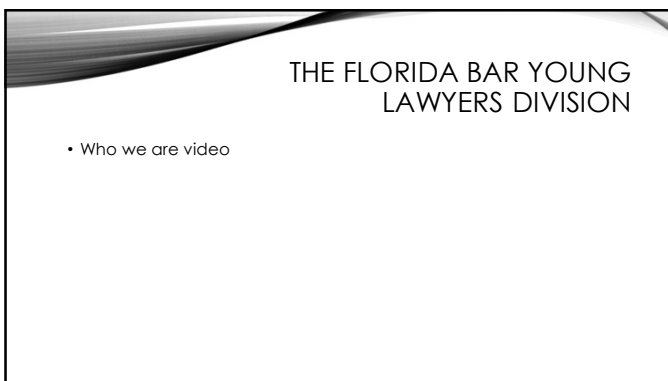 THE FLORIDA BAR YOUNG
LAWYERS DIVISION
• Who we are video